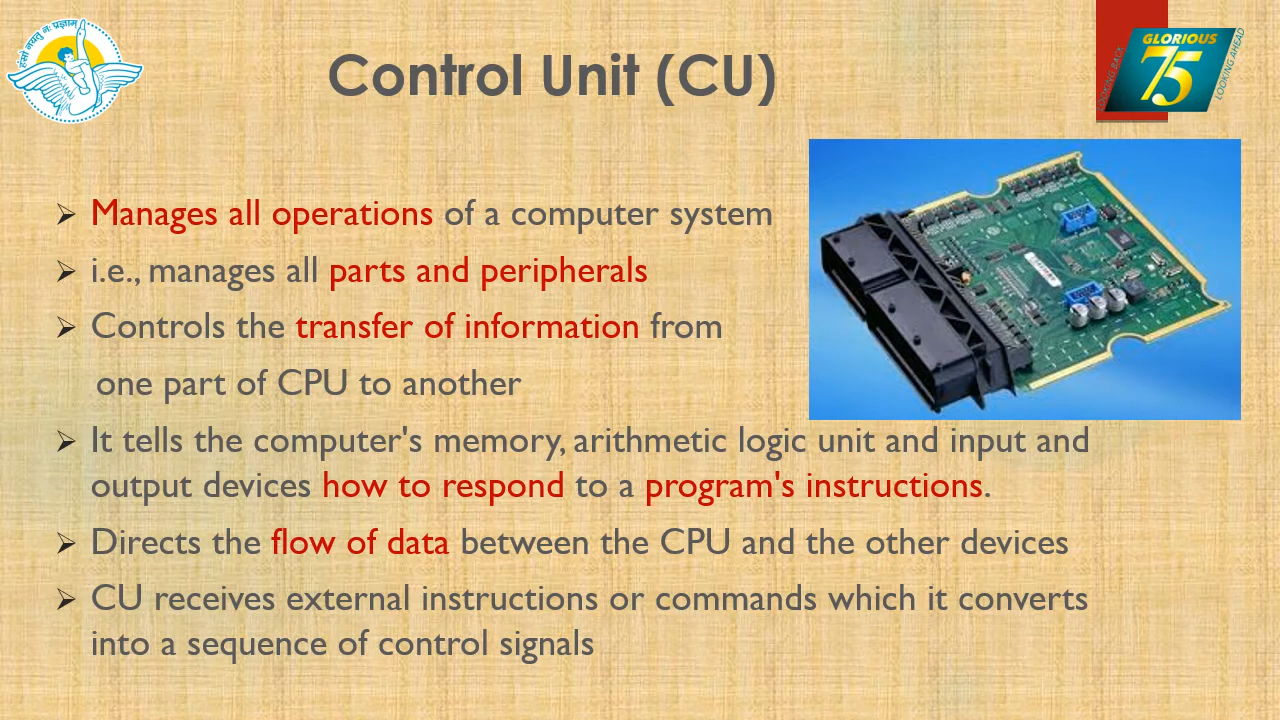 हंसो नयतु नः प्रज्ञाम्
Control Unit (CU)
GLORIOUS
75
LOOKING BACK
LOOKING AHEAD
➢ Manages all operations of a computer system
➢ i.e., manages all parts and peripherals
➢ Controls the transfer of information from
one part of CPU to another
➢ It tells the computer's memory, arithmetic logic unit and input and
output devices how to respond to a program's instructions.
➢ Directs the flow of data between the CPU and the other devices
➢ CU receives external instructions or commands which it converts
into a sequence of control signals